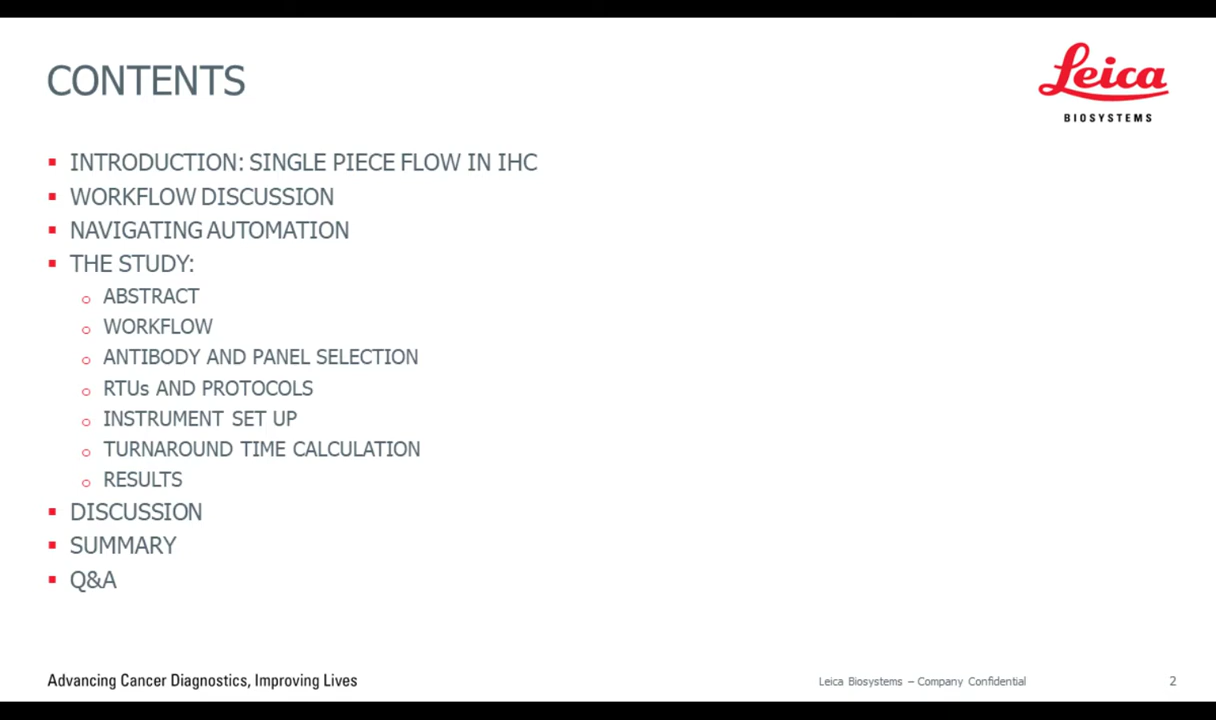 CONTENTS
Leica
BIOSYSTEMS
INTRODUCTION: SINGLE PIECE FLOW IN IHC
WORKFLOW DISCUSSION
NAVIGATING AUTOMATION
THE STUDY:
ABSTRACT
WORKFLOW
ANTIBODY AND PANEL SELECTION
RTUs AND PROTOCOLS
INSTRUMENT SET UP
TURNAROUND TIME CALCULATION
RESULTS
DISCUSSION
SUMMARY
Q&A
Advancing Cancer Diagnostics, Improving Lives
Leica Biosystems – Company Confidential
2